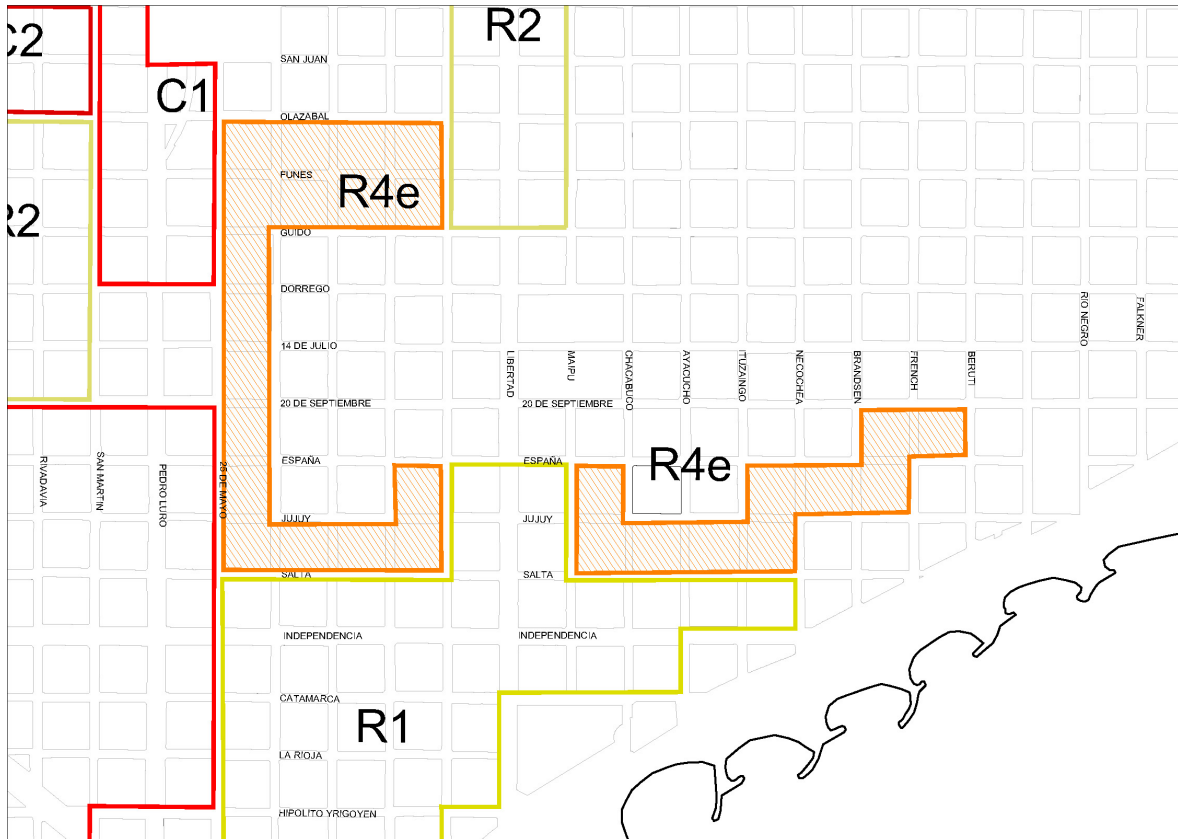 C2
C1
R2
SAN JUAN
OLAZABAL
FUNES
R4e
R2
GUIDO
DORREGO
14 DE JULIO
RIO NEGRO
FALKNER
LIBERTAD
MAIPU
CHACABUCO
AYACUCHO
ITUZAINGO
NECOCHEA
BRANDSEN
FRENCH
BERUTI
20 DE SEPTIEMBRE
20 DE SEPTIEMBRE
RIVADAVIA
SAN MARTIN
PEDRO LURO
25 DE MAYO
ESPAÑA
ESPAÑA
R4e
JUJUY
JUJUY
SALTA
SALTA
INDEPENDENCIA
INDEPENDENCIA
CATAMARCA
R1
LA RIOJA
HIPOLITO YRIGOYEN